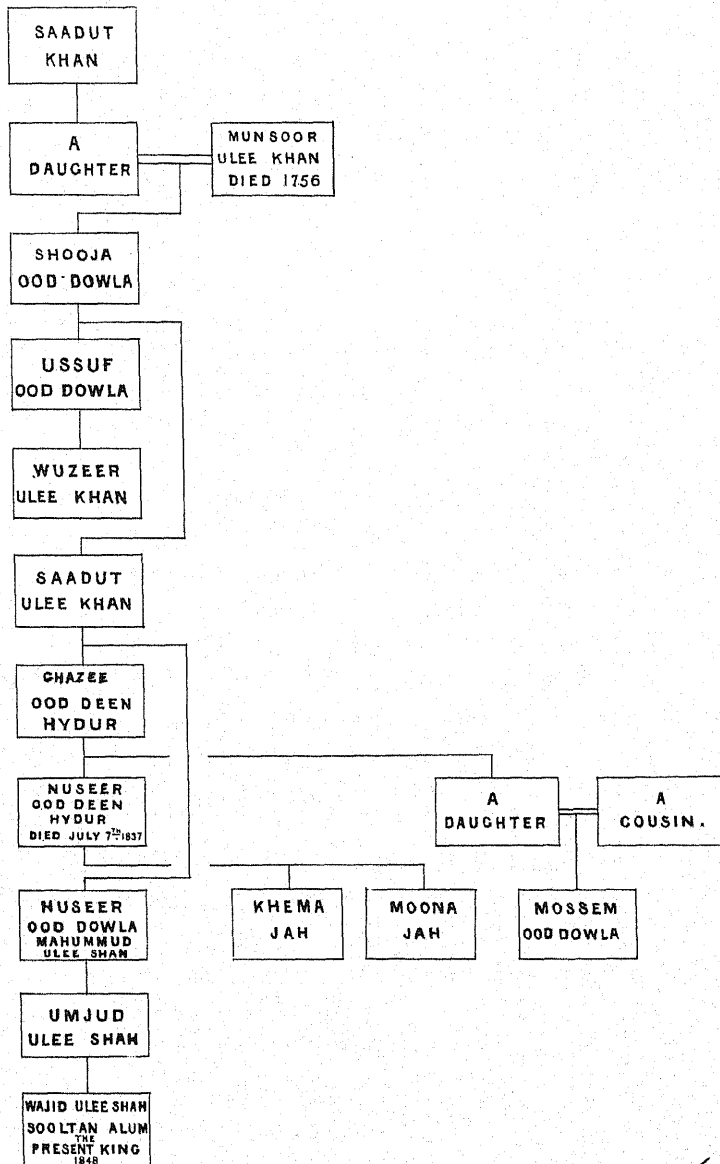 SAADUT
KHAN
A
DAUGHTER
MUNSOOR
ULEE KHAN
DIED 1756
SHOOJA
OOD DOWLA
USSUF
OOD DOWLA
WUZEER
ULEE KHAN
SAADUT
ULEE KHAN
GHAZEE
OOD DEEN
HYDUR
NUSEER
OOD DEEN
HYDUR
DIED JULY 7TH 1837
A
DAUGHTER
A
COUSIN.
NUSEER
OOD DOWLA
MAHUMMUD
ULEE SHAH
KHEMA
JAH
MOONA
JAH
MOSSEM
OOD DOWLA
UMJUD
ULEE SHAH
WAJID ULEE SHAH
SOOLTAN ALUM
THE
PRESENT KING
1848